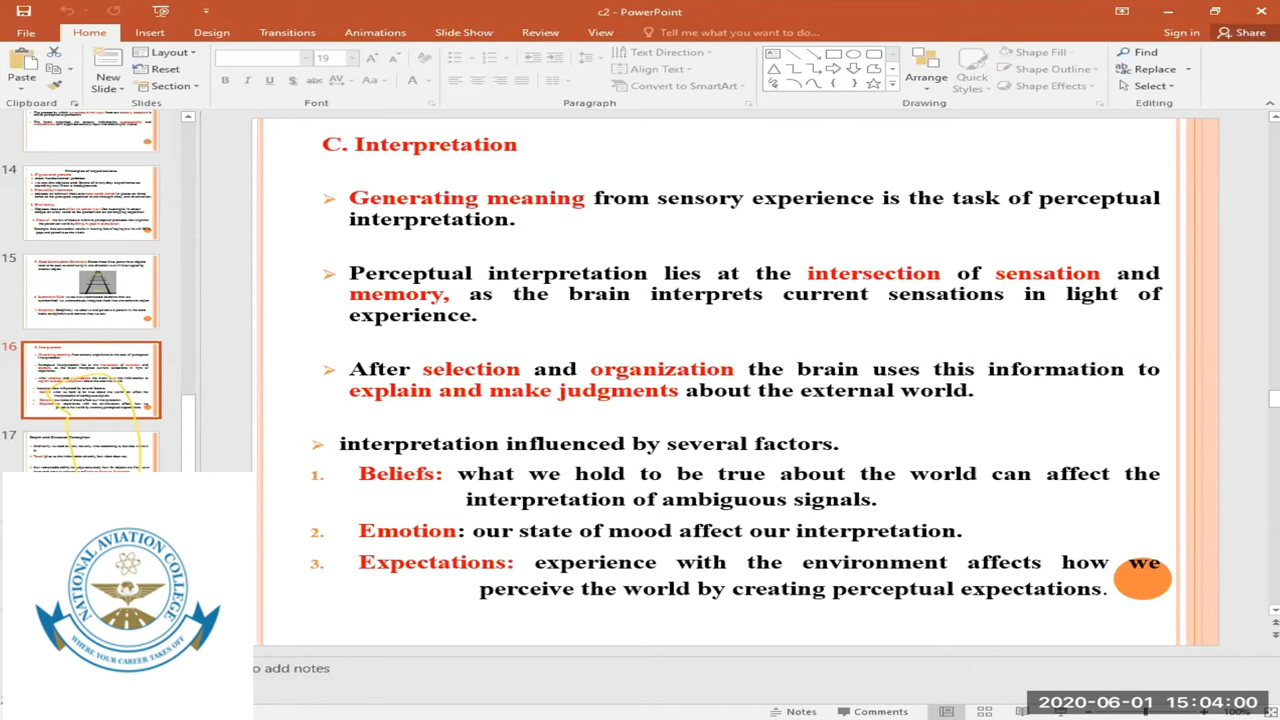 c2 - PowerPoint
File Home Insert Design Transitions Animations Slide Show Review View Tell me what you want to do... Sign in Share
Paste
Clipboard
New Slide
Layout
Reset
Section
Slides
19
Font
Text Direction
Align Text
Convert to SmartArt
Paragraph
Arrange
Quick Styles
Shape Fill
Shape Outline
Shape Effects
Drawing
Find
Replace
Select
Editing
14
15
16
17
C. Interpretation
Generating meaning from sensory experience is the task of perceptual
interpretation.
Perceptual interpretation lies at the intersection of sensation and
memory, as the brain interprets current sensations in light of
experience.
After selection and organization the brain uses this information to
explain and make judgments about the external world.
interpretation influenced by several factors.
1. Beliefs: what we hold to be true about the world can affect the
interpretation of ambiguous signals.
2. Emotion: our state of mood affect our interpretation.
3. Expectations: experience with the environment affects how we
perceive the world by creating perceptual expectations.
NATIONAL AVIATION COLLEGE
WHERE YOUR CAREER TAKES OFF
o add notes
Notes Comments
2020-06-01 15:04:00